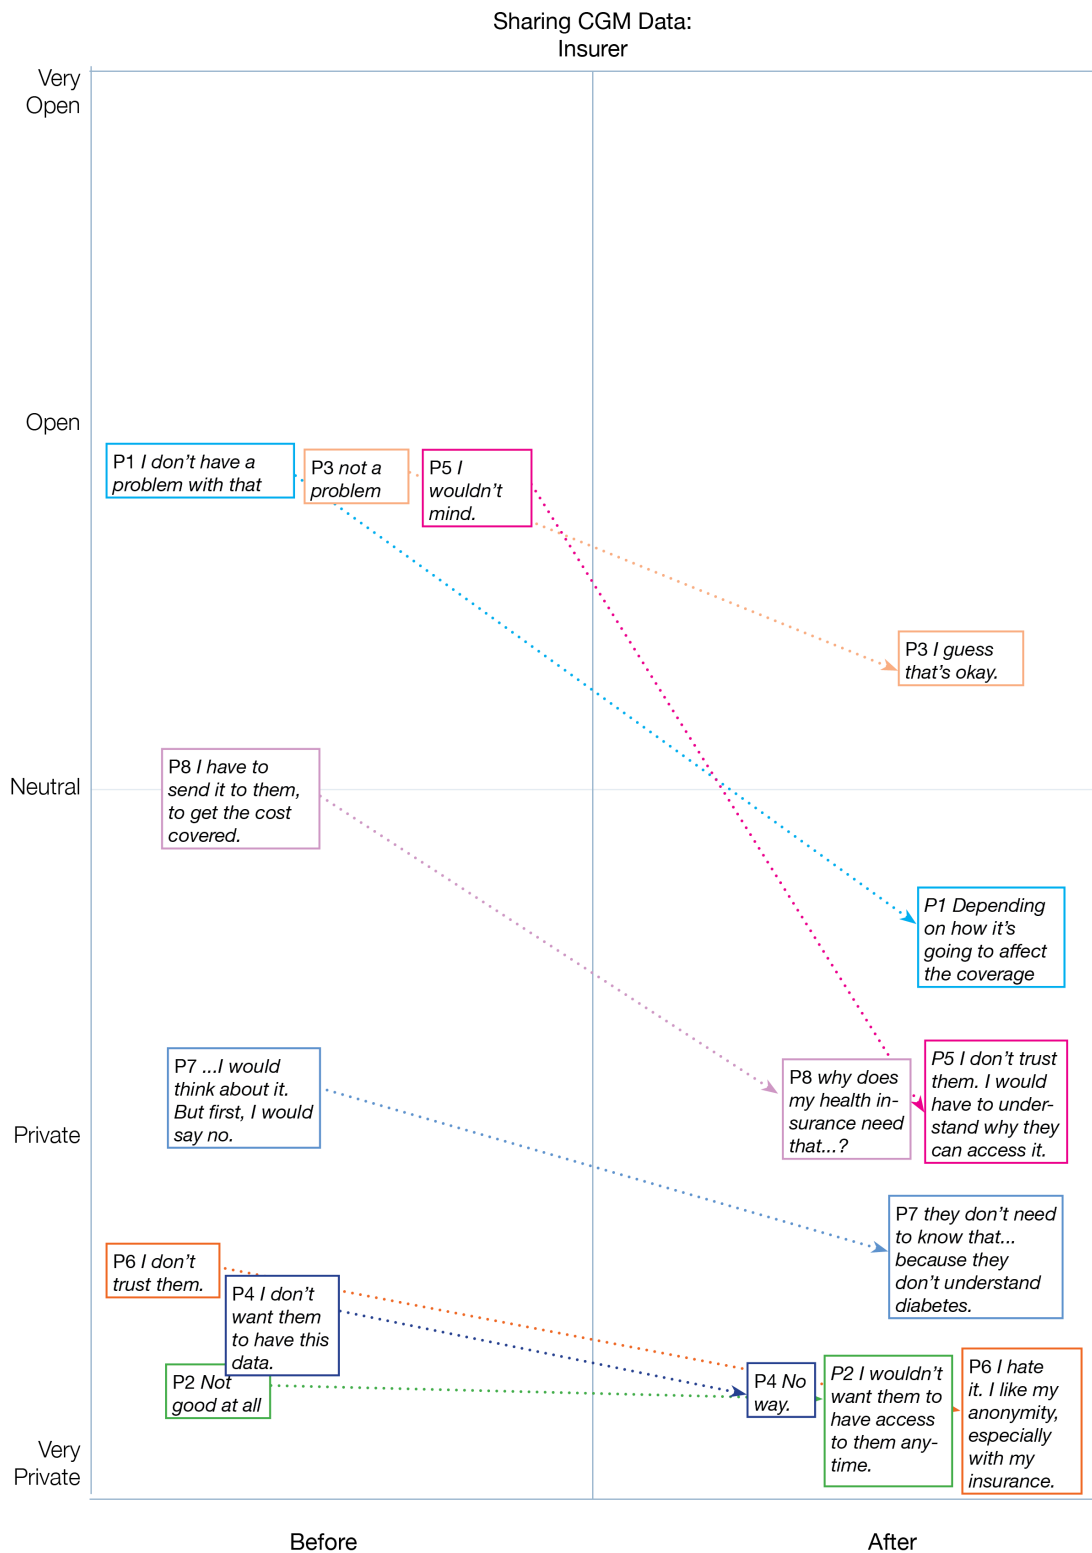 Sharing CGM Data:
Insurer
Very
Open
Open
P1 I don't have a
problem with that
P3 not a
problem
P5 I
wouldn't
mind.
P3 I guess
that's okay.
Neutral
P8 I have to
send it to them,
to get the cost
covered.
P1 Depending
on how it's
going to affect
the coverage
P7 ...I would
think about it.
But first, I would
say no.
P8 why does
my health in-
surance need
that...?
P5 I don't trust
them. I would
have to under-
stand why they
can access it.
Private
P7 they don't need
to know that...
because they
don't understand
diabetes.
P6 I don't
trust them.
P4 I don't
want them
to have this
data.
P2 Not
good at all
P4 No
way.
P2 I wouldn't
want them to
have access
to them any-
time.
P6 I hate
it. I like my
anonymity,
especially
with my
insurance.
Very
Private
Before
After